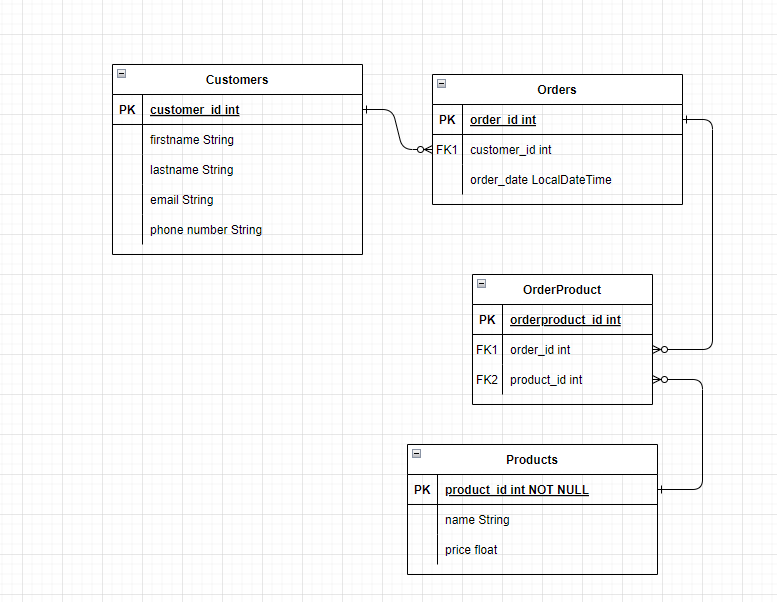 Customers
PK customer_id int
firstname String
lastname String
email String
phone number String
Orders
PK order_id int
FK1 customer_id int
order_date LocalDateTime
OrderProduct
PK orderproduct_id int
FK1 order_id int
FK2 product_id int
Products
PK product_id int NOT NULL
name String
price float